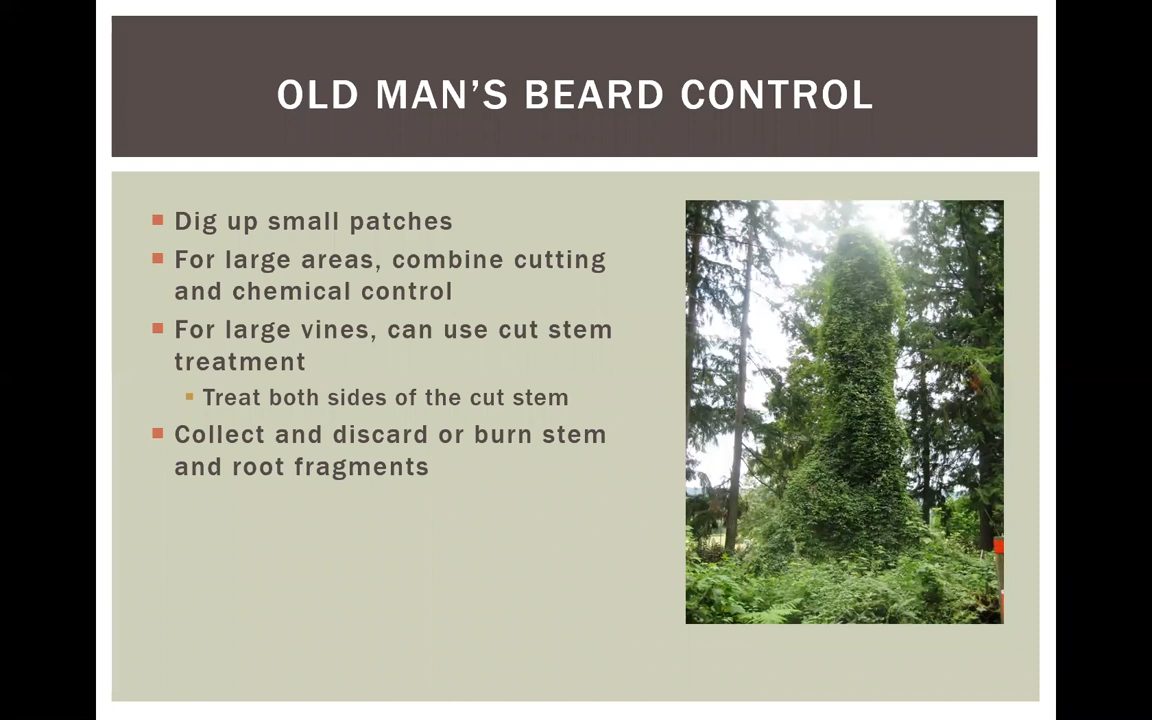 OLD MAN'S BEARD CONTROL
Dig up small patches
For large areas, combine cutting
and chemical control
For large vines, can use cut stem
treatment
Treat both sides of the cut stem
Collect and discard or burn stem
and root fragments